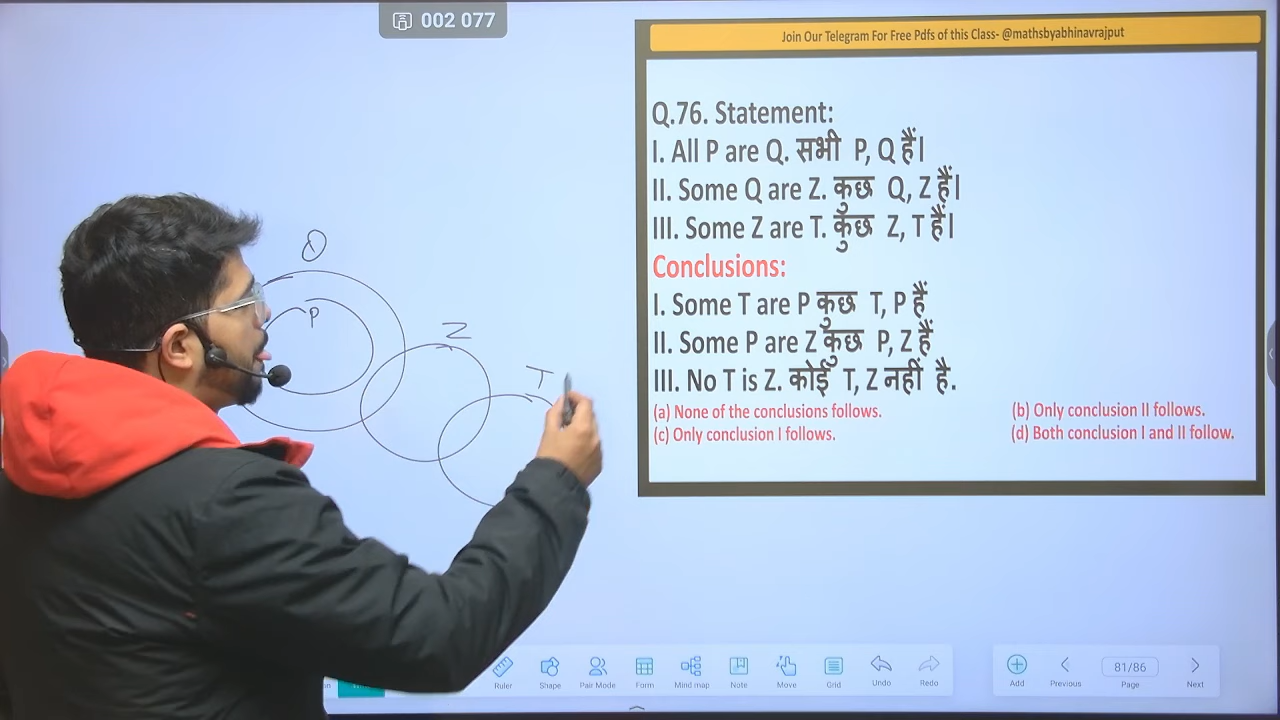 002 077
Join Our Telegram For Free Pdfs of this Class- @mathsbyabhinavrajput
Q.76. Statement:
I. All P are Q. सभी P, Q हैं।
II. Some Q are Z. कुछ Q, Z हैं।
III. Some Z are T. कुछ Z, T हैं।
Conclusions:
I. Some T are P कुछ T, P हैं
II. Some P are Z कुछ P, Z हैं
III. No T is Z. कोई T, Z नहीं है.
(a) None of the conclusions follows. (b) Only conclusion II follows.
(c) Only conclusion I follows. (d) Both conclusion I and II follow.
Q
P
Z
T
Ruler Shape Pair Mode Form Mind map Note Move Grid Undo Redo Add Previous 81/86 Page Next